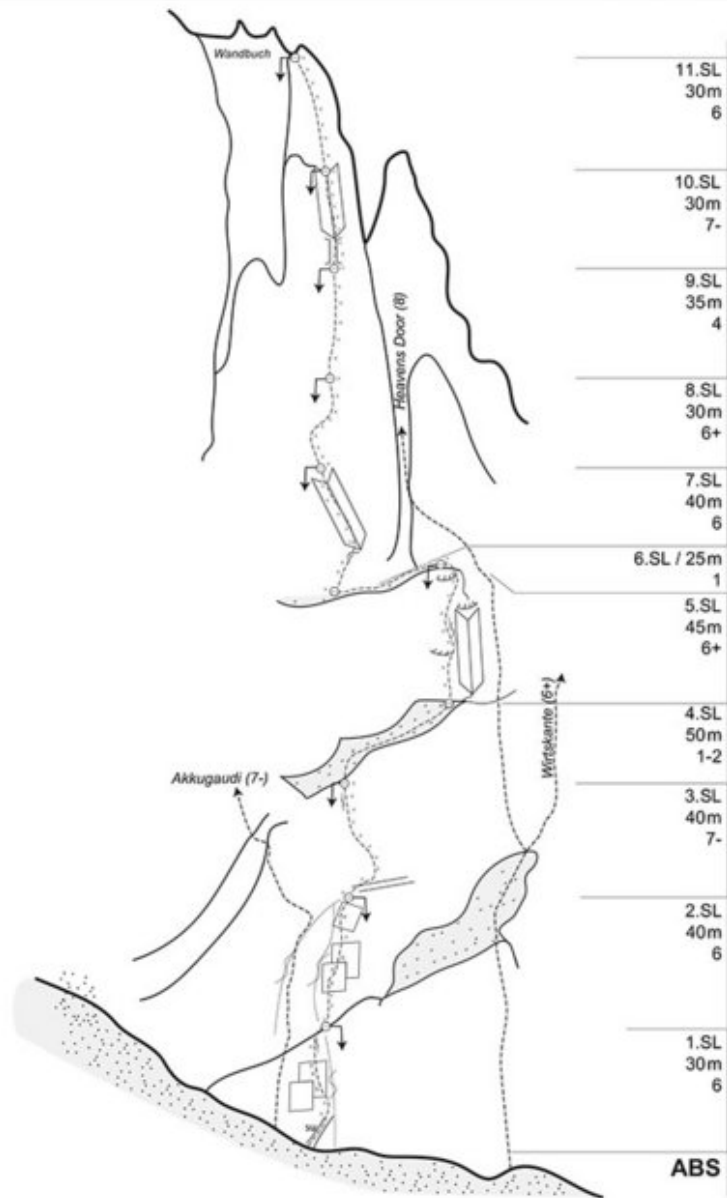 Wandbuch
11.SL
30m
6
10.SL
30m
7-
9.SL
35m
4
Heavens Door (8)
8.SL
30m
6+
7.SL
40m
6
6.SL / 25m
1
5.SL
45m
6+
Wirtskante (6+)
4.SL
50m
1-2
Akkugaudi (7-)
3.SL
40m
7-
2.SL
40m
6
1.SL
30m
6
ABS